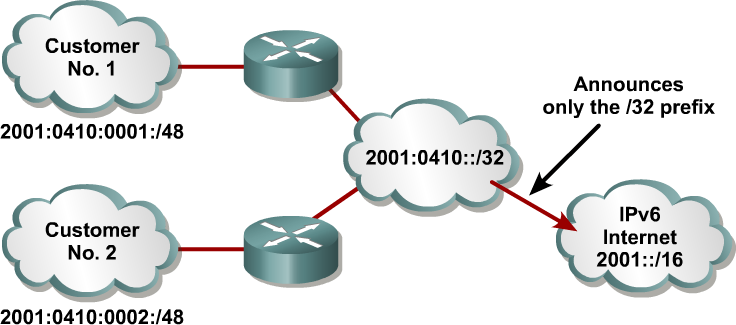 Customer
No. 1
2001:0410:0001:/48
Announces
only the /32 prefix
2001:0410::/32
Customer
No. 2
2001:0410:0002:/48
IPv6
Internet
2001::/16